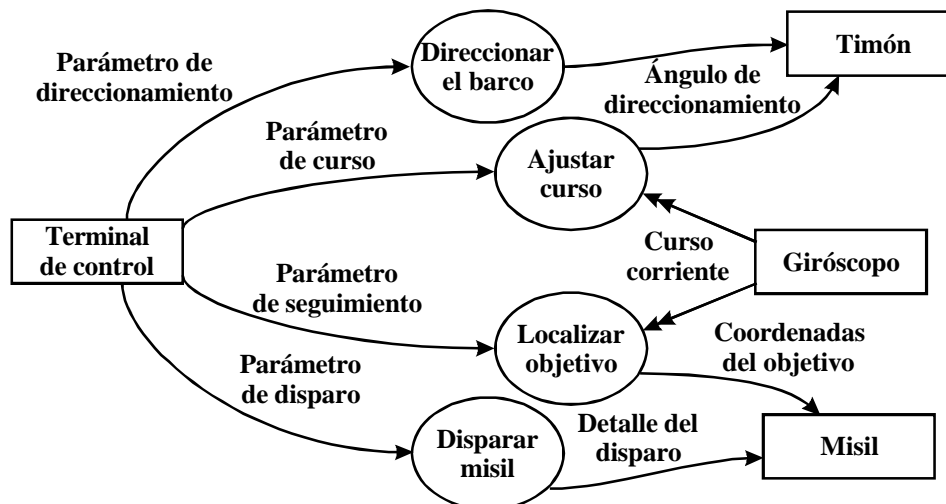 Direccionar
el barco
Timón
Parámetro de
direccionamiento
Ángulo de
direccionamiento
Parámetro
de curso
Ajustar
curso
Terminal
de control
Curso
corriente
Giróscopo
Parámetro
de seguimiento
Localizar
objetivo
Coordenadas
del objetivo
Parámetro
de disparo
Disparar
misil
Detalle del
disparo
Misil